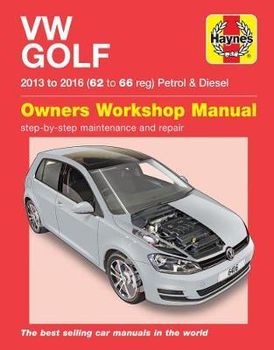 VW
GOLF
Haynes
2013 to 2016 (62 to 66 reg) Petrol & Diesel
Owners Workshop Manual
step-by-step maintenance and repair
6416
The best selling car manuals in the world